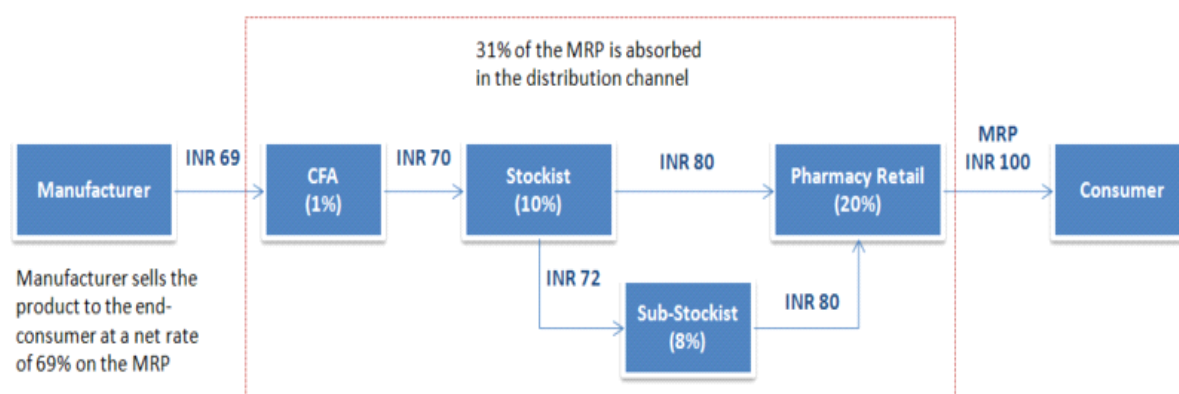 31% of the MRP is absorbed
in the distribution channel
MRP
INR 100
INR 69
INR 70
INR 80
Manufacturer
CFA
(1%)
Stockist
(10%)
Pharmacy Retail
(20%)
Consumer
Manufacturer sells the
product to the end-
consumer at a net rate
of 69% on the MRP
INR 72
INR 80
Sub-Stockist
(8%)